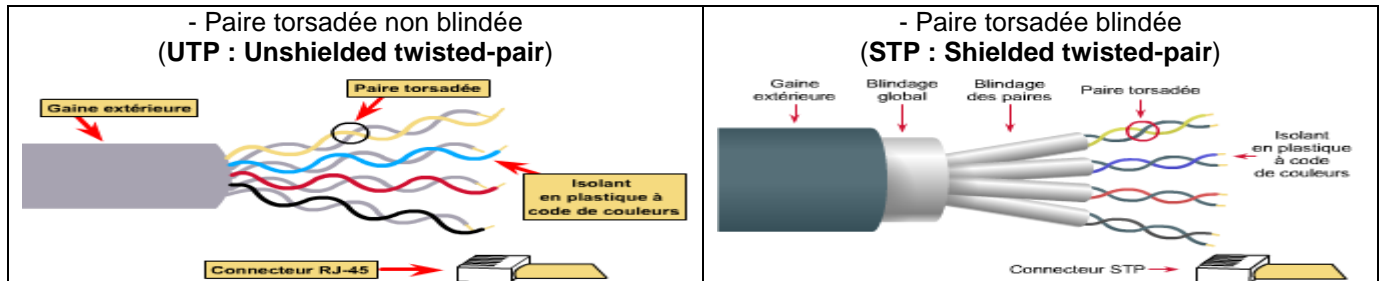 - Paire torsadée non blindée
(UTP : Unshielded twisted-pair)
Paire torsadée
Gaine extérieure
Isolant
en plastique à
code de couleurs
Connecteur RJ-45
- Paire torsadée blindée
(STP : Shielded twisted-pair)
Gaine
extérieure
Blindage
global
Blindage
des paires
Paire torsadée
Isolant
en plastique
à code
de couleurs
Connecteur STP